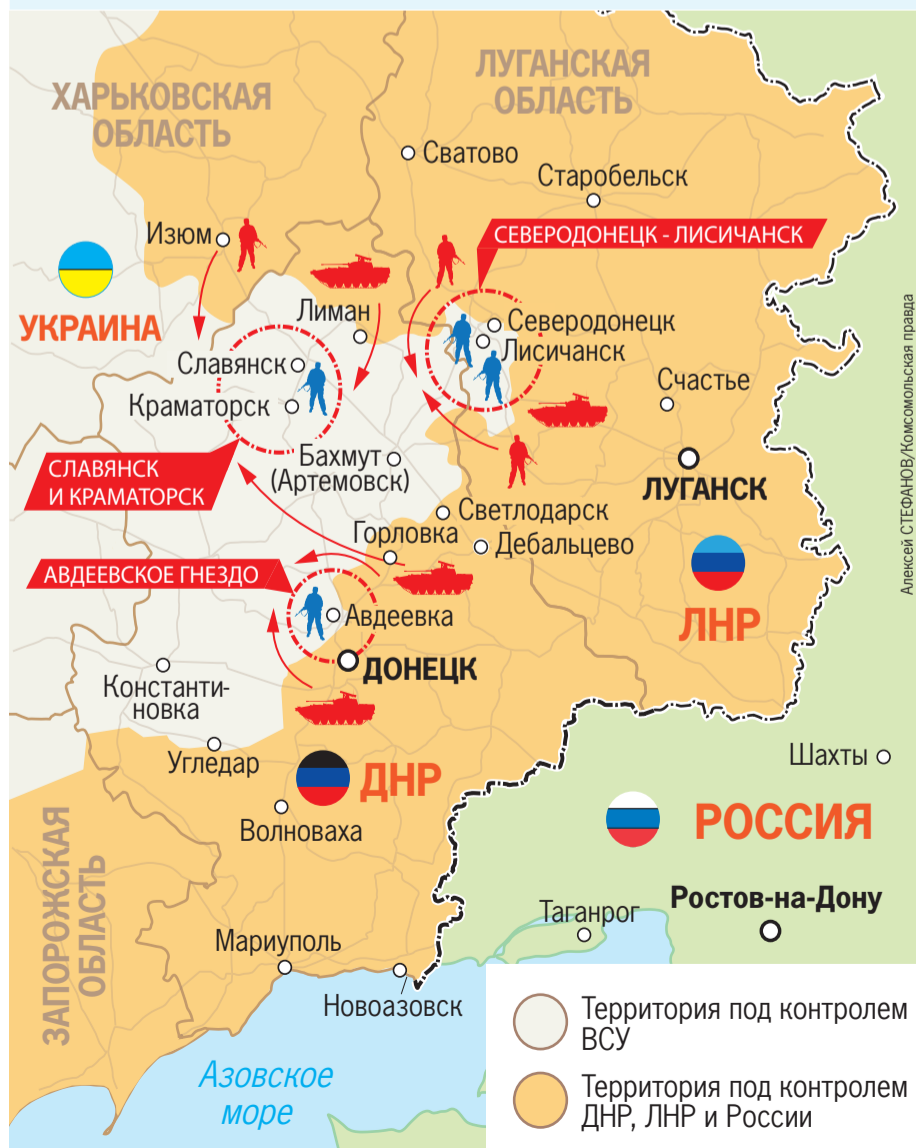 ХАРЬКОВСКАЯ
ОБЛАСТЬ
ЛУГАНСКАЯ
ОБЛАСТЬ
Сватово
Старобельск
Изюм
СЕВЕРОДОНЕЦК - ЛИСИЧАНСК
УКРАИНА
Лиман
Северодонецк
Лисичанск
Славянск
Краматорск
Счастье
СЛАВЯНСК
И КРАМАТОРСК
Бахмут
(Артемовск)
ЛУГАНСК
Светлодарск
Горловка
Дебальцево
АВДЕЕВСКОЕ ГНЕЗДО
ЛНР
Авдеевка
ДОНЕЦК
Константи-
новка
Угледар
ДНР
Шахты
Волноваха
РОССИЯ
ЗАПОРОЖСКАЯ
ОБЛАСТЬ
Ростов-на-Дону
Таганрог
Мариуполь
Новоазовск
Азовское
море
Территория под контролем
ВСУ
Территория под контролем
ДНР, ЛНР и России
Алексей СТЕФАНОВ/Комсомольская правда